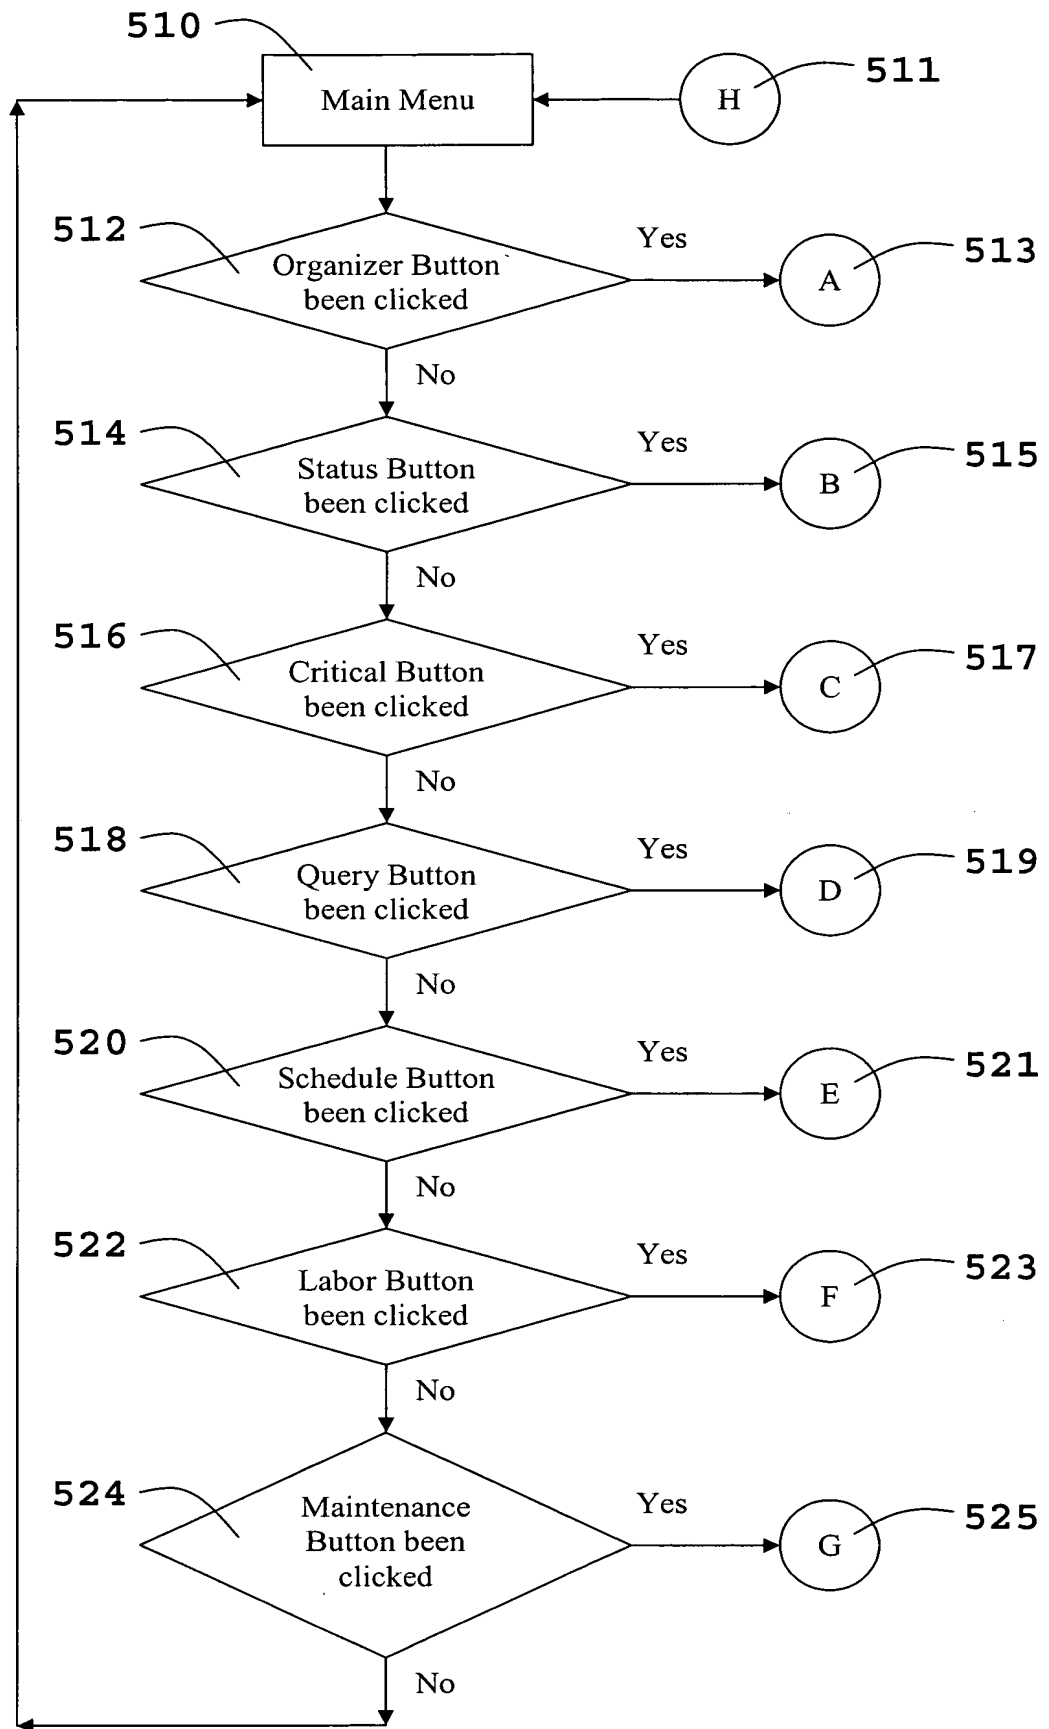 510
Main Menu
H
511
512
Organizer Button
been clicked
Yes
A
513
No
514
Status Button
been clicked
Yes
B
515
No
516
Critical Button
been clicked
Yes
C
517
No
518
Query Button
been clicked
Yes
D
519
No
520
Schedule Button
been clicked
Yes
E
521
No
522
Labor Button
been clicked
Yes
F
523
No
524
Maintenance
Button been
clicked
Yes
G
525
No